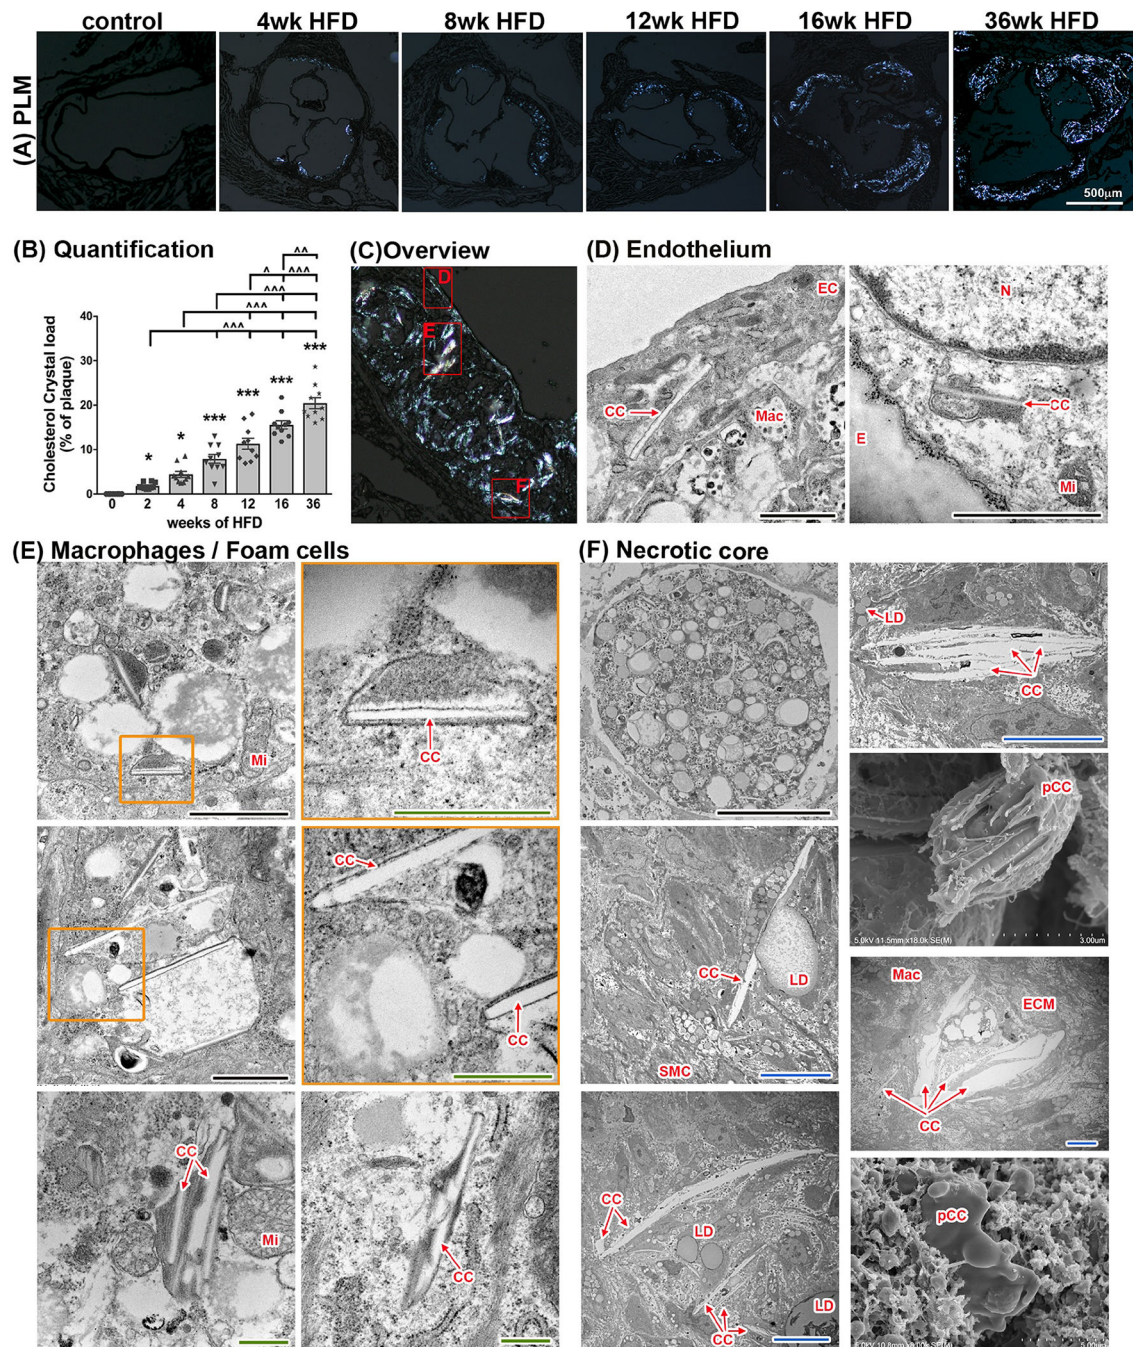 control 4wk HFD 8wk HFD 12wk HFD 16wk HFD 36wk HFD
(A) PLM
500µm
(B) Quantification
^^
^ ^^^
^^^
^^^
^^^
Cholesterol Crystal load
(% of plaque)
40
30
20
10
0
* * *** *** *** ***
0 2 4 8 12 16 36
weeks of HFD
(C)Overview
D
E
F
(D) Endothelium
EC
CC
Mac
N
CC
E
Mi
(E) Macrophages / Foam cells
Mi
CC
CC
CC
CC
Mi
CC
(F) Necrotic core
LD
CC
pCC
5.0kV 11.5mm x18.0k SE(M) 3.00um
CC
LD
SMC
Mac
ECM
CC
CC
LD
CC
LD
pCC
5.00um